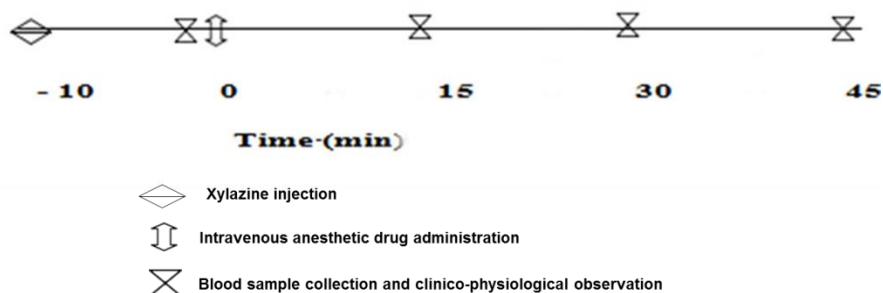 - 10 0 15 30 45
Time-(min)
Xylazine injection
Intravenous anesthetic drug administration
Blood sample collection and clinico-physiological observation